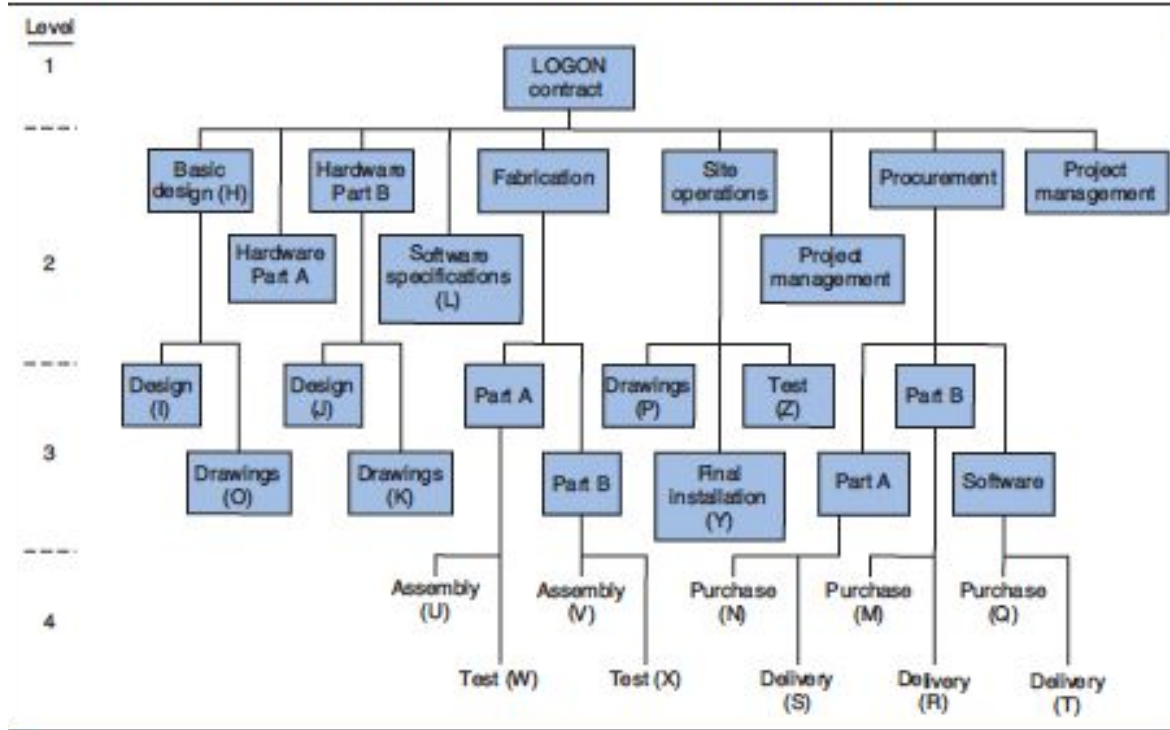 Level
1
LOGON
contract
Basic
design (H)
Hardware
Part B
Fabrication
Site
operations
Procurement
Project
management
2
Hardware
Part A
Software
specifications
(L)
Project
management
Design
(I)
Design
(J)
Part A
Drawings
(P)
Test
(Z)
Part B
3
Drawings
(O)
Drawings
(K)
Part B
Final
installation
(Y)
Part A
Software
4
Assembly
(U)
Assembly
(V)
Purchase
(N)
Purchase
(M)
Purchase
(Q)
Test (W)
Test (X)
Delivery
(S)
Delivery
(R)
Delivery
(T)